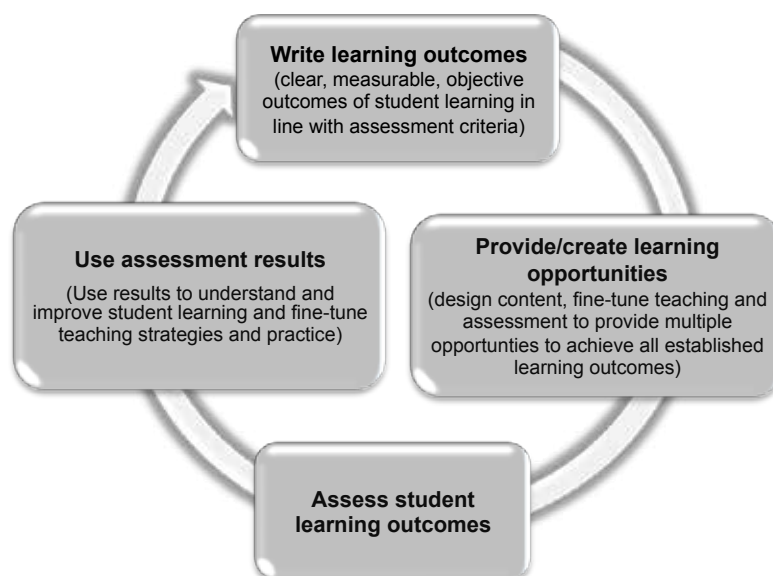 Write learning outcomes
(clear, measurable, objective
outcomes of student learning in
line with assessment criteria)
Provide/create learning
opportunities
(design content, fine-tune teaching and
assessment to provide multiple
opportunties to achieve all established
learning outcomes)
Assess student
learning outcomes
Use assessment results
(Use results to understand and
improve student learning and fine-tune
teaching strategies and practice)